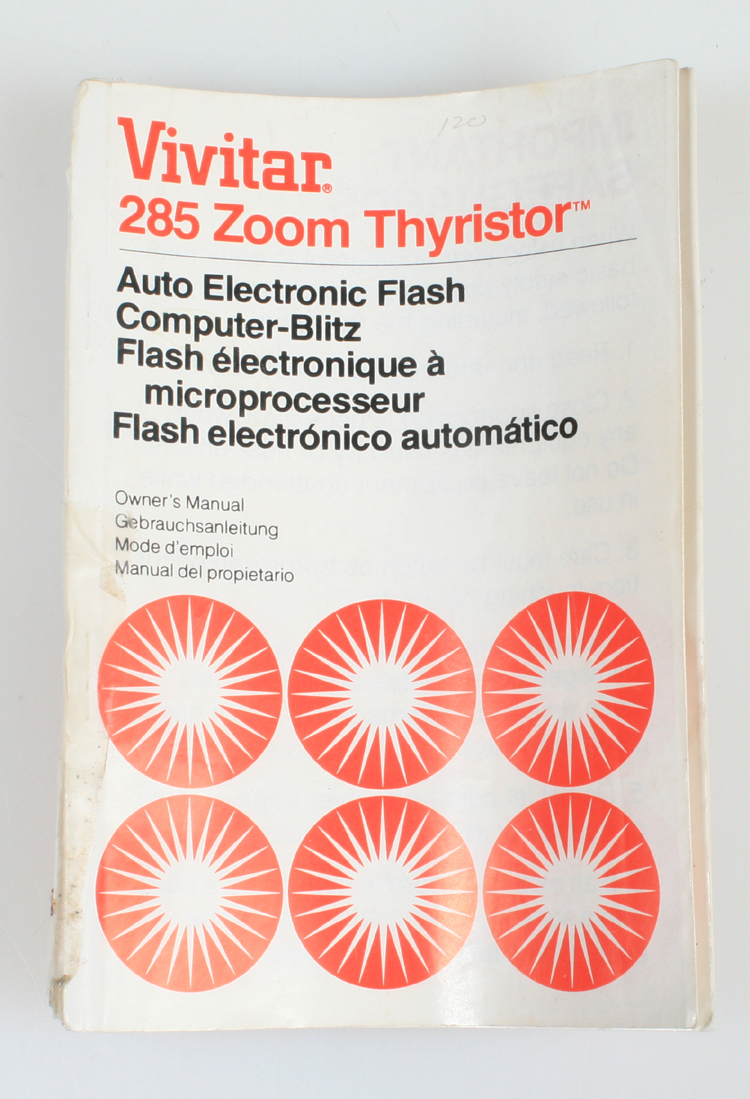 120
Vivitar®
285 Zoom Thyristor™
Auto Electronic Flash
Computer-Blitz
Flash électronique à
microprocesseur
Flash electrónico automático
Owner's Manual
Gebrauchsanleitung
Mode d'emploi
Manual del propietario